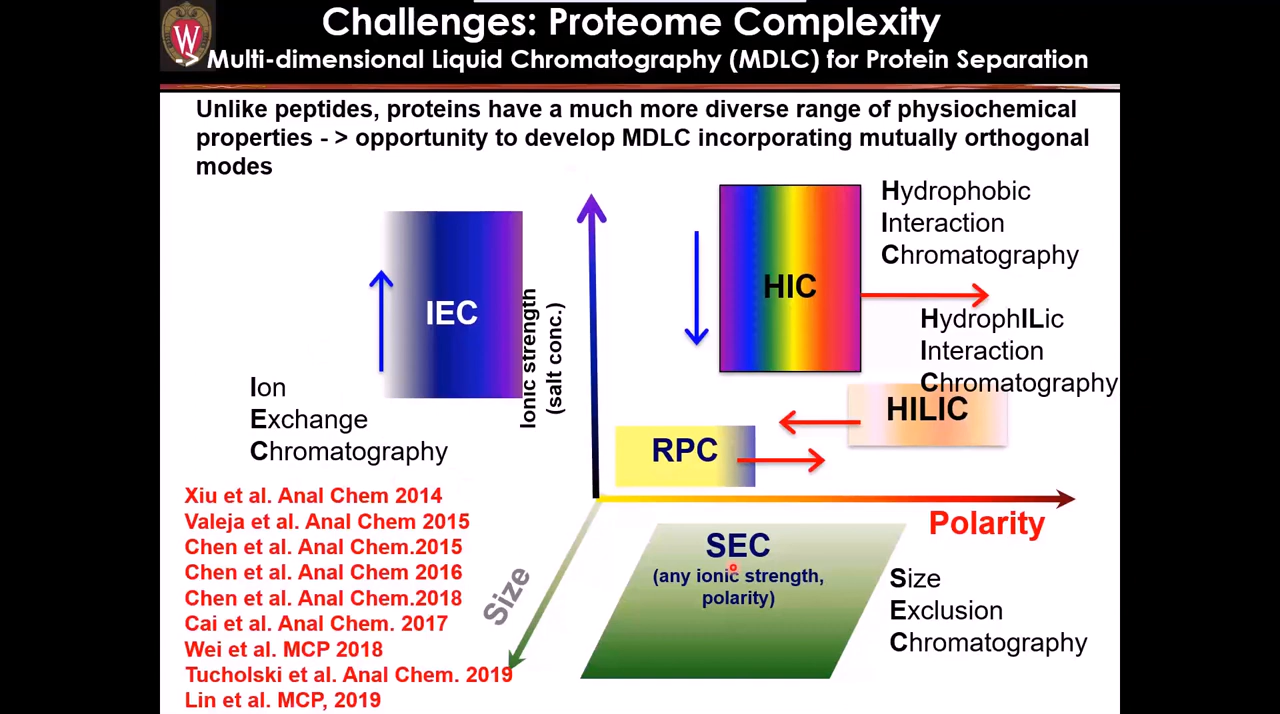 W
Challenges: Proteome Complexity
-> Multi-dimensional Liquid Chromatography (MDLC) for Protein Separation
Unlike peptides, proteins have a much more diverse range of physiochemical
properties - > opportunity to develop MDLC incorporating mutually orthogonal
modes
IEC
Ion
Exchange
Chromatography
Ionic strength
(salt conc.)
HIC
Hydrophobic
Interaction
Chromatography
HydrophILic
Interaction
Chromatography
HILIC
RPC
Polarity
Size
SEC
(any ionic strength,
polarity)
Size
Exclusion
Chromatography
Xiu et al. Anal Chem 2014
Valeja et al. Anal Chem 2015
Chen et al. Anal Chem.2015
Chen et al. Anal Chem 2016
Chen et al. Anal Chem.2018
Cai et al. Anal Chem. 2017
Wei et al. MCP 2018
Tucholski et al. Anal Chem. 2019
Lin et al. MCP, 2019